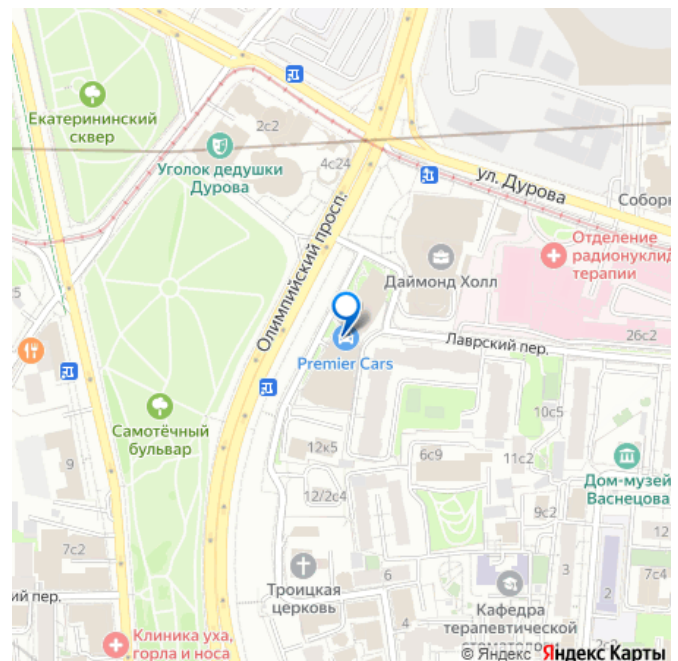 Екатерининский
сквер
2с2
Уголок дедушки
Дурова
4с24
ул. Дурова
Олимпийский просп.
Отделение
радионуклид
терапии
Даймонд Холл
26с2
Лаврский пер.
Premier Cars
5
Самотёчный
бульвар
9
10с5
12к5
6с9
11с2
Дом-музей
Васнецова
12/2с4
9с2
12
7с2
Троицкая
церковь
6
3
2
7с4
ий пер.
4
Кафедра
терапевтической
2с2
Клиника уха,
горла и носа
© Яндекс Яндекс Карты